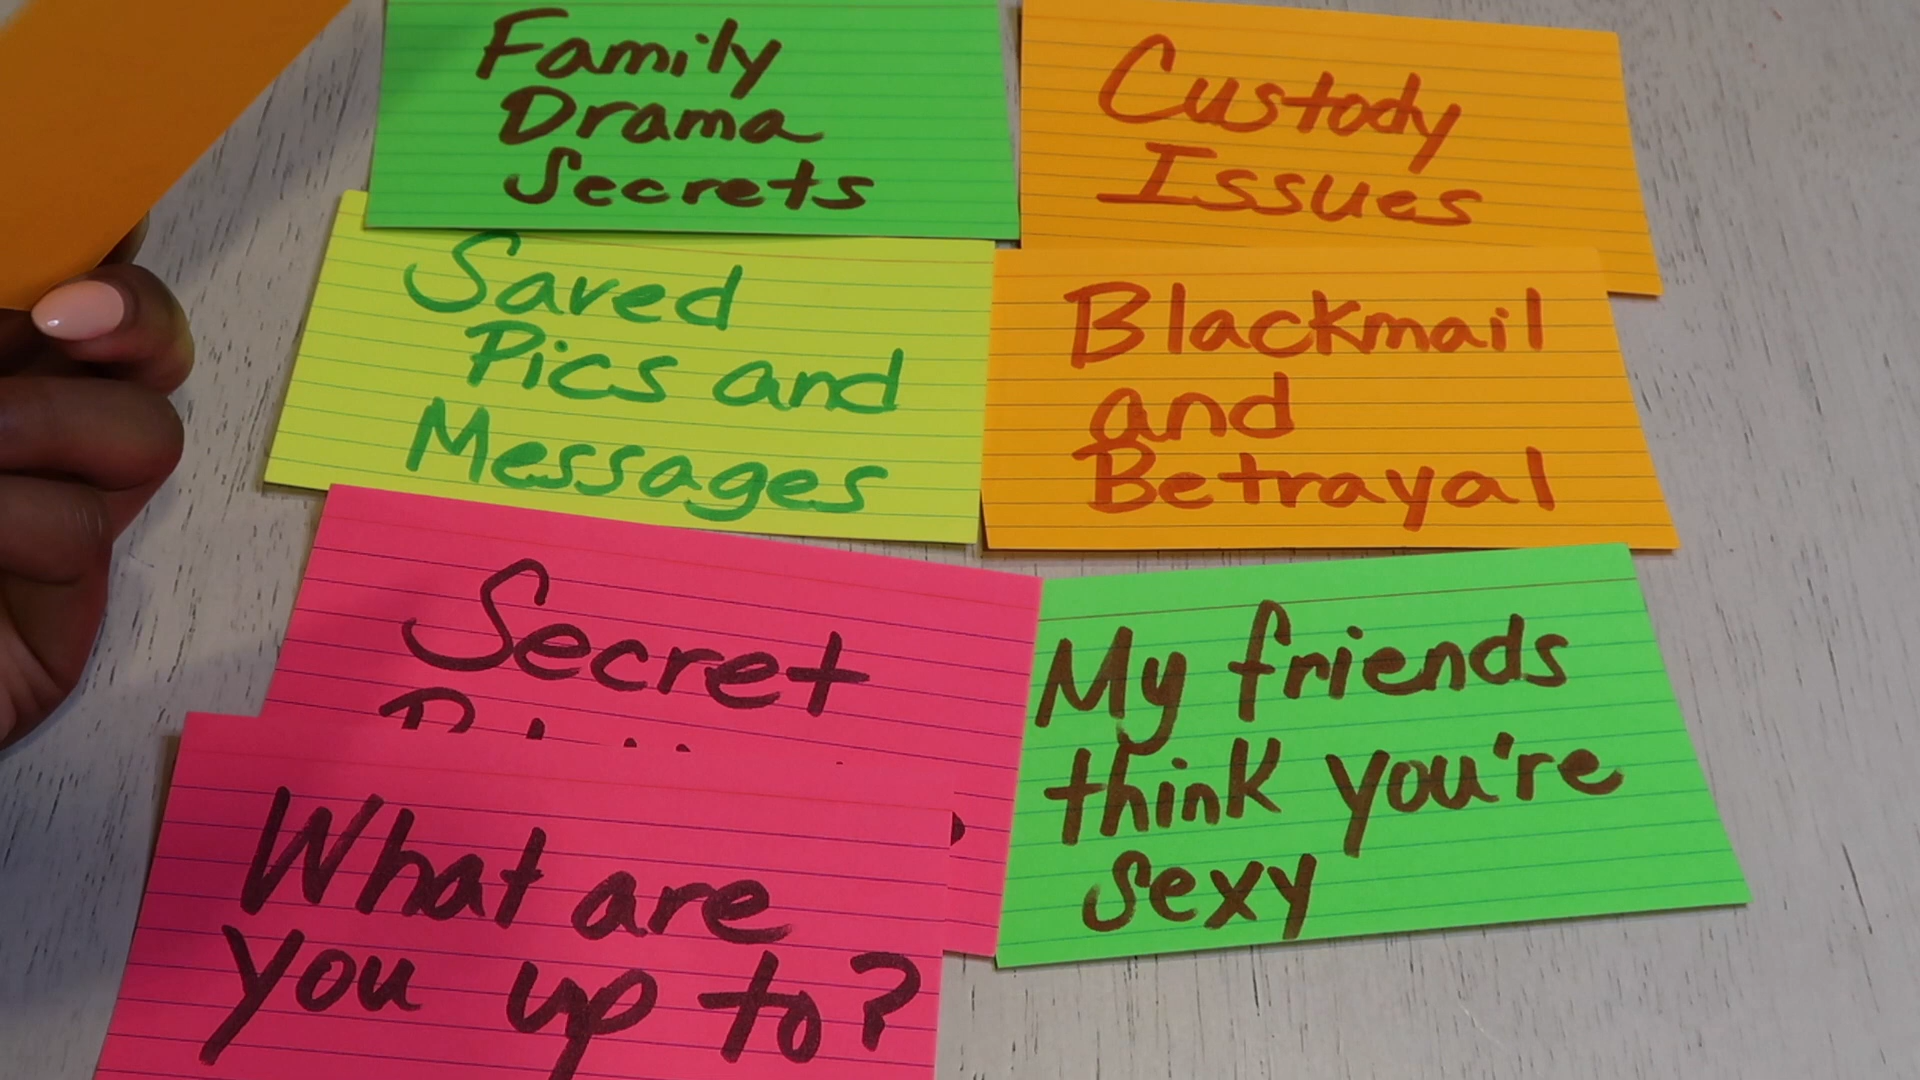 Family
Drama
Secrets
Custody
Issues
Saved
Pics and
Messages
Blackmail
and
Betrayal
Secret
My friends
think you're
sexy
What are
you up to?